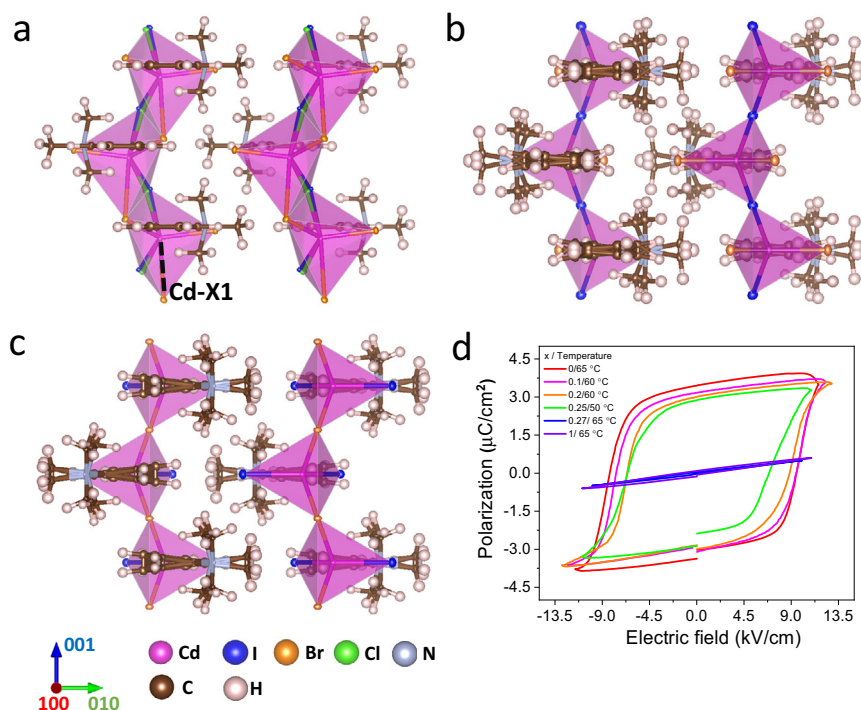 a
b
Cd-X1
c
d
x / Temperature
0/65 °C
0.1/60 °C
0.2/60 °C
0.25/50 °C
0.27/ 65 °C
1/ 65 °C
4.5
3.0
1.5
0.0
-1.5
-3.0
-4.5
Polarization (µC/cm²)
-13.5 -9.0 -4.5 0.0 4.5 9.0 13.5
Electric field (kV/cm)
001
100 010
Cd I Br Cl N
C H